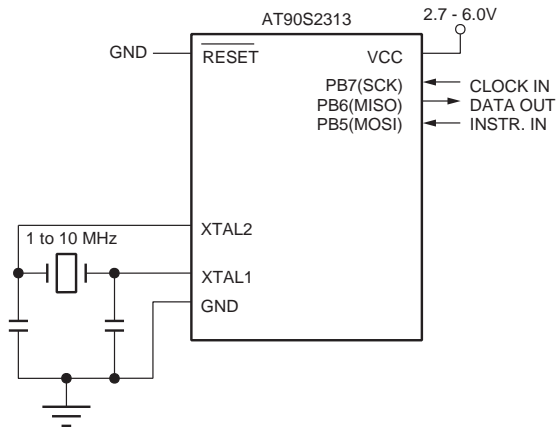 AT90S2313
2.7 - 6.0V
GND
RESET
VCC
PB7(SCK)
CLOCK IN
PB6(MISO)
DATA OUT
PB5(MOSI)
INSTR. IN
XTAL2
1 to 10 MHz
XTAL1
GND